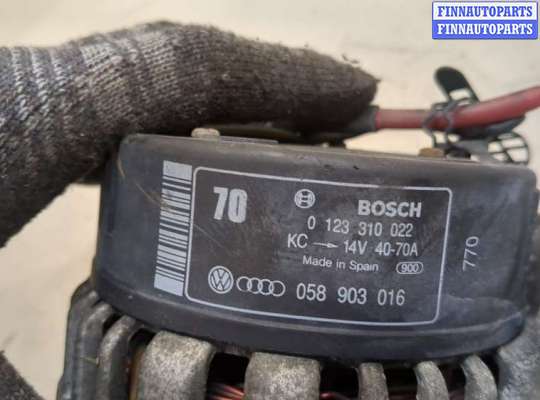 FINNAUTOPARTS
FINNAUTOPARTS
70
BOSCH
0 123 310 022
KC → 14V 40-70A
Made in Spain 900
770
058 903 016